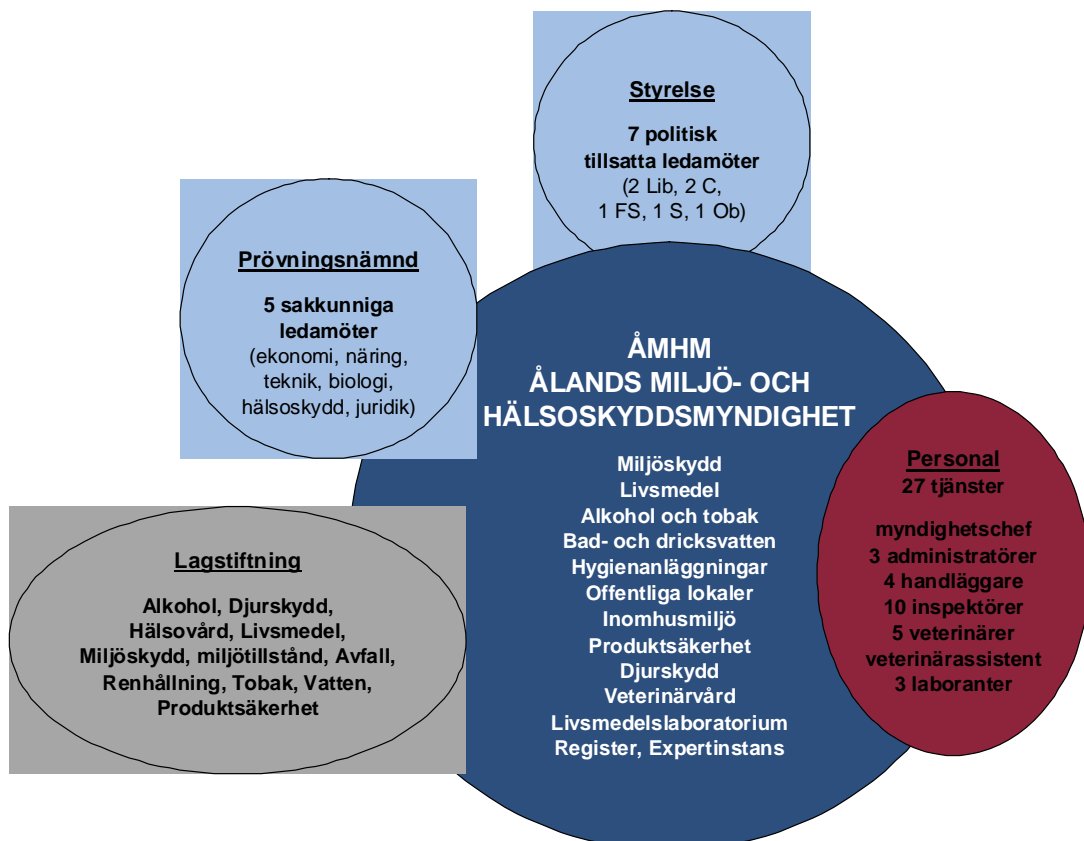 Styrelse
7 politisk
tillsatta ledamöter
(2 Lib, 2 C,
1 FS, 1 S, 1 Ob)
Prövningsnämnd
5 sakkunniga
ledamöter
(ekonomi, näring,
teknik, biologi,
hälsoskydd, juridik)
ÅMHM
ÅLANDS MILJÖ- OCH
HÄLSOSKYDDSMYNDIGHET
Miljöskydd
Livsmedel
Alkohol och tobak
Bad- och dricksvatten
Hygienanläggningar
Offentliga lokaler
Inomhusmiljö
Produktsäkerhet
Djurskydd
Veterinärvård
Livsmedelslaboratorium
Register, Expertinstans
Personal
27 tjänster
myndighetschef
3 administratörer
4 handläggare
10 inspektörer
5 veterinärer
veterinärassistent
3 laboranter
Lagstiftning
Alkohol, Djurskydd,
Hälsovård, Livsmedel,
Miljöskydd, miljötillstånd, Avfall,
Renhållning, Tobak, Vatten,
Produktsäkerhet